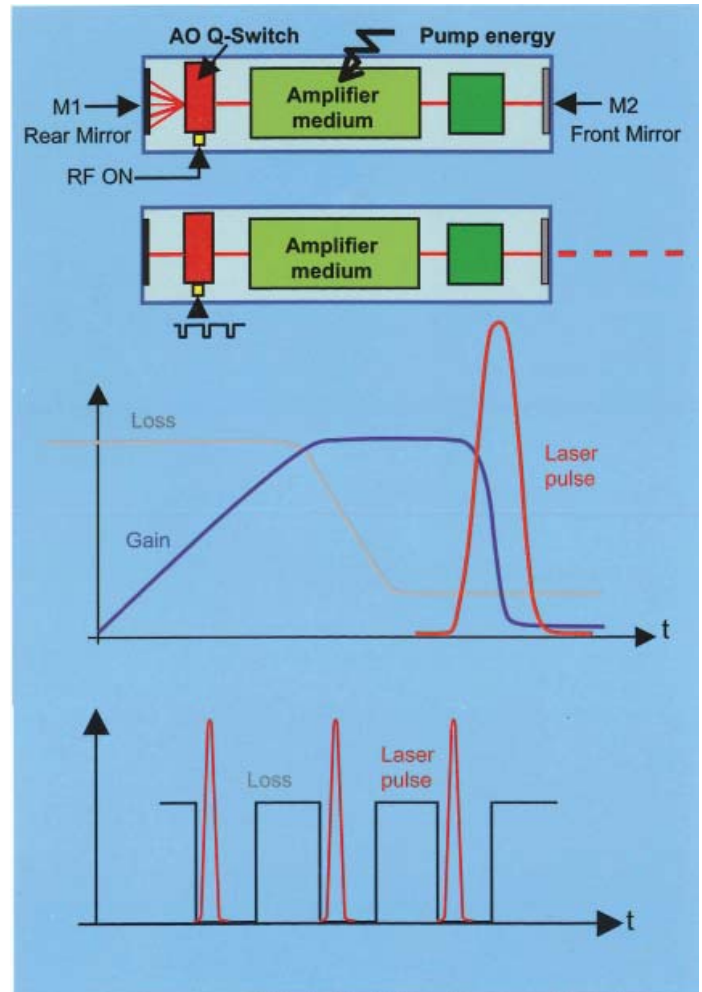 AO Q-Switch
Pump energy
Amplifier
medium
M1
Rear Mirror
M2
Front Mirror
RF ON
Amplifier
medium
Loss
Gain
Laser
pulse
t
Loss
Laser
pulse
t